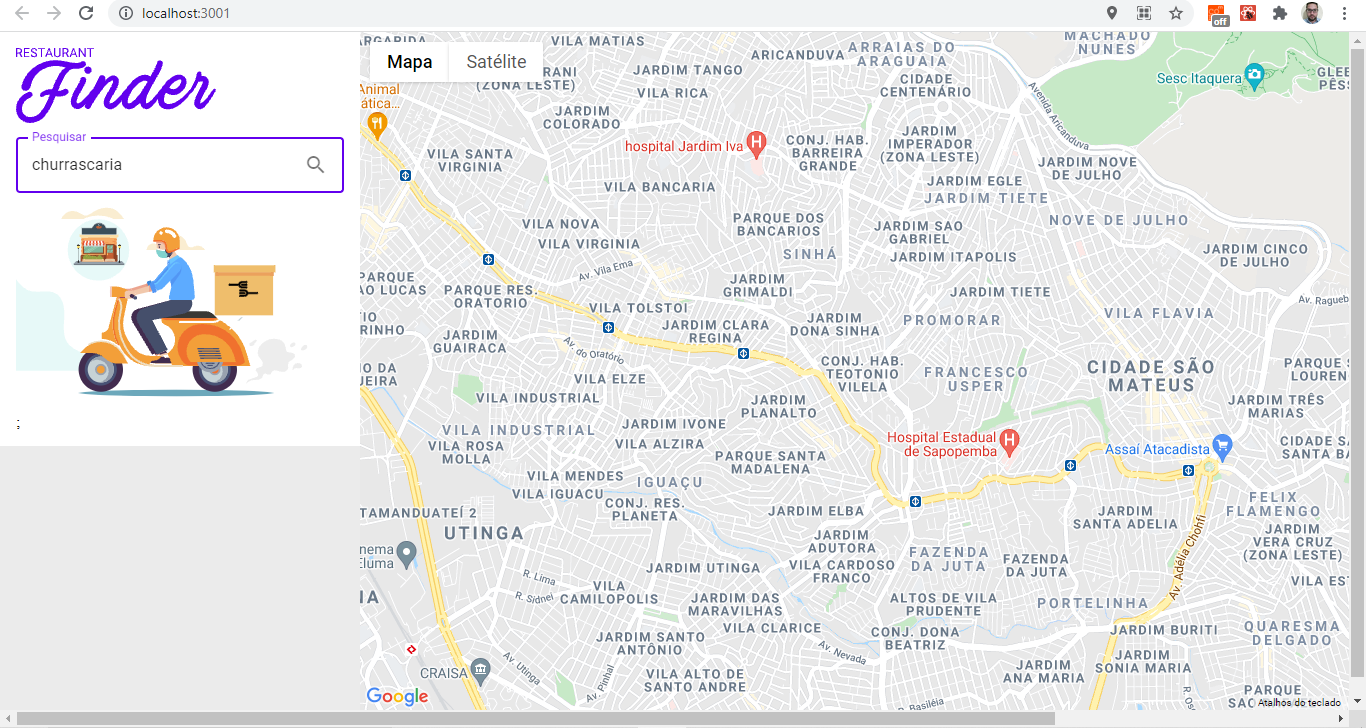 localhost:3001
off
RESTAURANT
Finder
Pesquisar
churrascaria
;
Mapa
Satélite
MARGARIDA
VILA MATIAS
ARICANDUVA
ARRAIAS DO
ARAGUAIA
MACHADO
NUNES
JARDIM TANGO
(ZONA LESTE)
VILA RICA
CIDADE
CENTENÁRIO
Sesc Itaquera
Animal
JARDIM
COLORADO
Avenida Aricanduva
hospital Jardim Iva
CONJ. HAB.
BARREIRA
GRANDE
JARDIM
IMPERADOR
(ZONA LESTE)
VILA SANTA
VIRGINIA
JARDIM NOVE
DE JULHO
VILA BANCARIA
JARDIM EGLE
JARDIM TIETE
VILA NOVA
PARQUE DOS
BANCARIOS
NOVE DE JULHO
JARDIM SAO
GABRIEL
VILA VIRGINIA
SINHÁ
JARDIM ITAPOLIS
JARDIM CINCO
DE JULHO
Av. Vila Ema
PARQUE
AO LUCAS
PARQUE RES.
ORATORIO
JARDIM
GRIMALDI
JARDIM TIETE
Av. Ragueb
VILA TOLSTOI
VILA FLAVIA
JARDIM
GUAIRACA
JARDIM CLARA
REGINA
JARDIM
DONA SINHA
PROMORAR
Av. do Oratório
CONJ. HAB.
TEOTONIO
VILELA
FRANCESCO
USPER
CIDADE SÃO
MATEUS
PARQUE S
LOUREN
VILA ELZE
VILA INDUSTRIAL
JARDIM
PLANALTO
JARDIM TRÊS
MARIAS
VILA INDUSTRIAL
JARDIM IVONE
VILA ROSA
MOLLA
VILA ALZIRA
Hospital Estadual
de Sapopemba
Assaí Atacadista
CIDADE SA
SANTA BA
PARQUE SANTA
MADALENA
VILA MENDES
IGUAÇU
VILA IGUACU
CONJ. RES.
PLANETA
FELIX
FLAMENGO
TAMANDUATEÍ 2
UTINGA
JARDIM ELBA
JARDIM
SANTA ADELIA
JARDIM
VERA CRUZ
(ZONA LESTE)
JARDIM
ADUTORA
FAZENDA
DA JUTA
FAZENDA
DA JUTA
Av. Adélia Chohfi
nema
Eluma
JARDIM UTINGA
VILA CARDOSO
FRANCO
VILA EST
R. Lima
R. Sidnei
VILA
CAMILOPOLIS
JARDIM DAS
MARAVILHAS
ALTOS DE VILA
PRUDENTE
PORTELINHA
VILA CLARICE
CONJ. DONA
BEATRIZ
JARDIM BURITI
QUARESMA
DELGADO
JARDIM SANTO
ANTÔNIO
Av. Nevada
JARDIM
SONIA MARIA
CRAISA
Av. Utinga
Av. Pinhal
VILA ALTO DE
SANTO ANDRE
JARDIM
ANA MARIA
Google
R. Basiléia
PARQUE
Atalhos do teclado